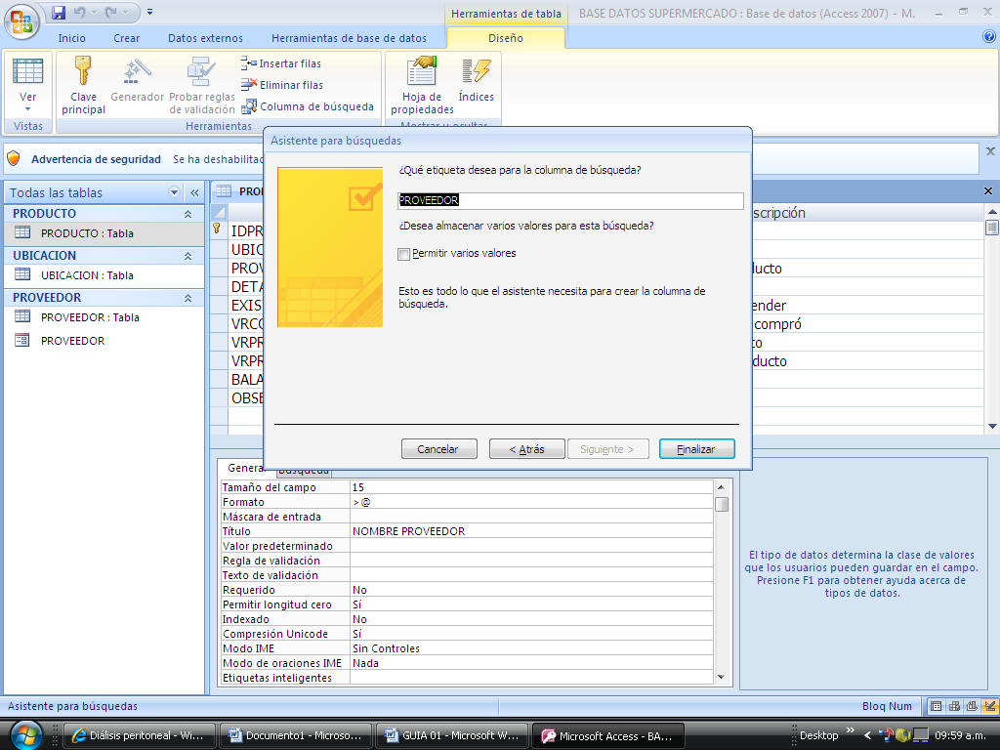 Herramientas de tabla
BASE DATOS SUPERMERCADO : Base de datos (Access 2007) - M.
Inicio
Crear
Datos externos
Herramientas de base de datos
Diseño
Ver
Clave principal
Generador
Probar reglas de validación
Insertar filas
Eliminar filas
Columna de búsqueda
Hoja de propiedades
Índices
Vistas
Herramientas
Mostrar u ocultar
Advertencia de seguridad
Se ha deshabilitac
Todas las tablas
PRODUCTO
PRODUCTO : Tabla
UBICACION
UBICACION : Tabla
PROVEEDOR
PROVEEDOR : Tabla
PROVEEDOR
PRO
scripción
IDPR
UBIC
PROV
ducto
DETA
EXIS
ender
VRCO
compró
VRPR
to
VRPR
ducto
BALA
OBSE
Asistente para búsquedas
¿Qué etiqueta desea para la columna de búsqueda?
PROVEEDOR
¿Desea almacenar varios valores para esta búsqueda?
Permitir varios valores
Esto es todo lo que el asistente necesita para crear la columna de
búsqueda.
Cancelar
< Atrás
Siguiente >
Finalizar
General
Búsqueda
Tamaño del campo 15
Formato >@
Máscara de entrada
Título NOMBRE PROVEEDOR
Valor predeterminado
Regla de validación
Texto de validación
Requerido No
Permitir longitud cero Sí
Indexado No
Compresión Unicode Sí
Modo IME Sin Controles
Modo de oraciones IME Nada
Etiquetas inteligentes
El tipo de datos determina la clase de valores
que los usuarios pueden guardar en el campo.
Presione F1 para obtener ayuda acerca de
tipos de datos.
Asistente para búsquedas
Bloq Num
Diálisis peritoneal - Wi...
Documento1 - Microso...
GUIA 01 - Microsoft W...
Microsoft Access - BA...
Desktop
09:59 a.m.